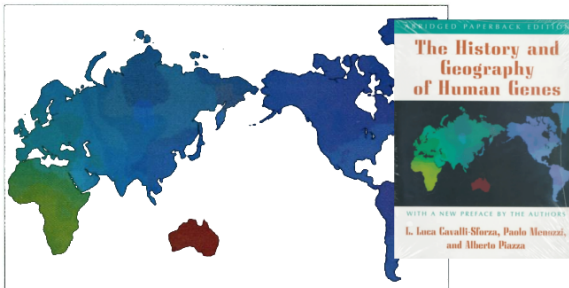 ABRIDGED PAPERBACK EDITION
The History and
Geography
of Human Genes
WITH A NEW PREFACE BY THE AUTHORS
L. Luca Cavalli-Sforza, Paolo Menozzi,
and Alberto Piazza